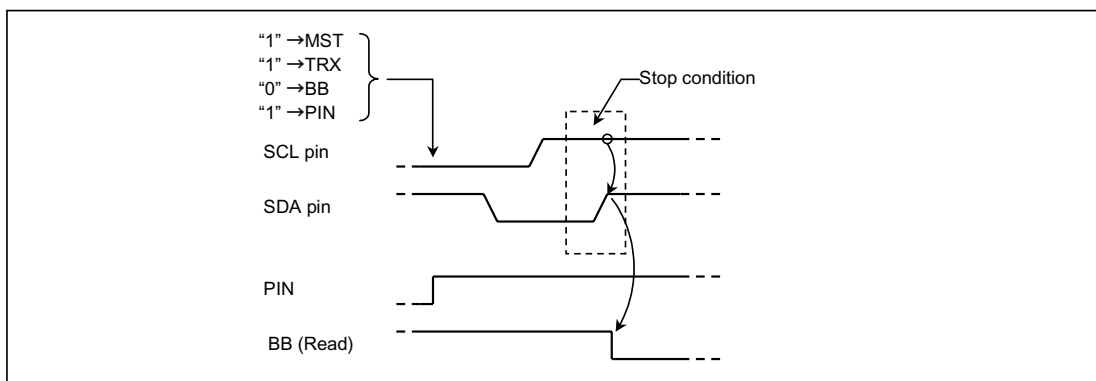 “1” →MST
“1” →TRX
“0” →BB
“1” →PIN
Stop condition
SCL pin
SDA pin
PIN
BB (Read)